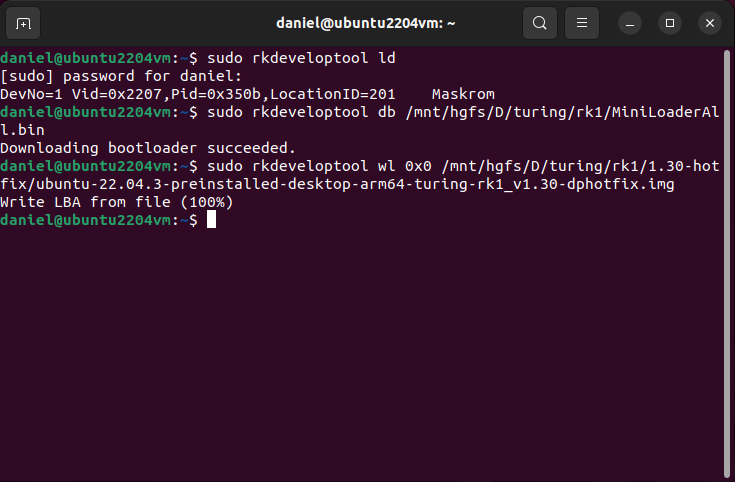 daniel@ubuntu2204vm: ~
daniel@ubuntu2204vm:~$ sudo rkdeveloptool ld
[sudo] password for daniel:
DevNo=1 Vid=0x2207,Pid=0x350b,LocationID=201    Maskrom
daniel@ubuntu2204vm:~$ sudo rkdeveloptool db /mnt/hgfs/D/turing/rk1/MiniLoaderAl
l.bin
Downloading bootloader succeeded.
daniel@ubuntu2204vm:~$ sudo rkdeveloptool wl 0x0 /mnt/hgfs/D/turing/rk1/1.30-hot
fix/ubuntu-22.04.3-preinstalled-desktop-arm64-turing-rk1_v1.30-dphotfix.img
Write LBA from file (100%)
daniel@ubuntu2204vm:~$